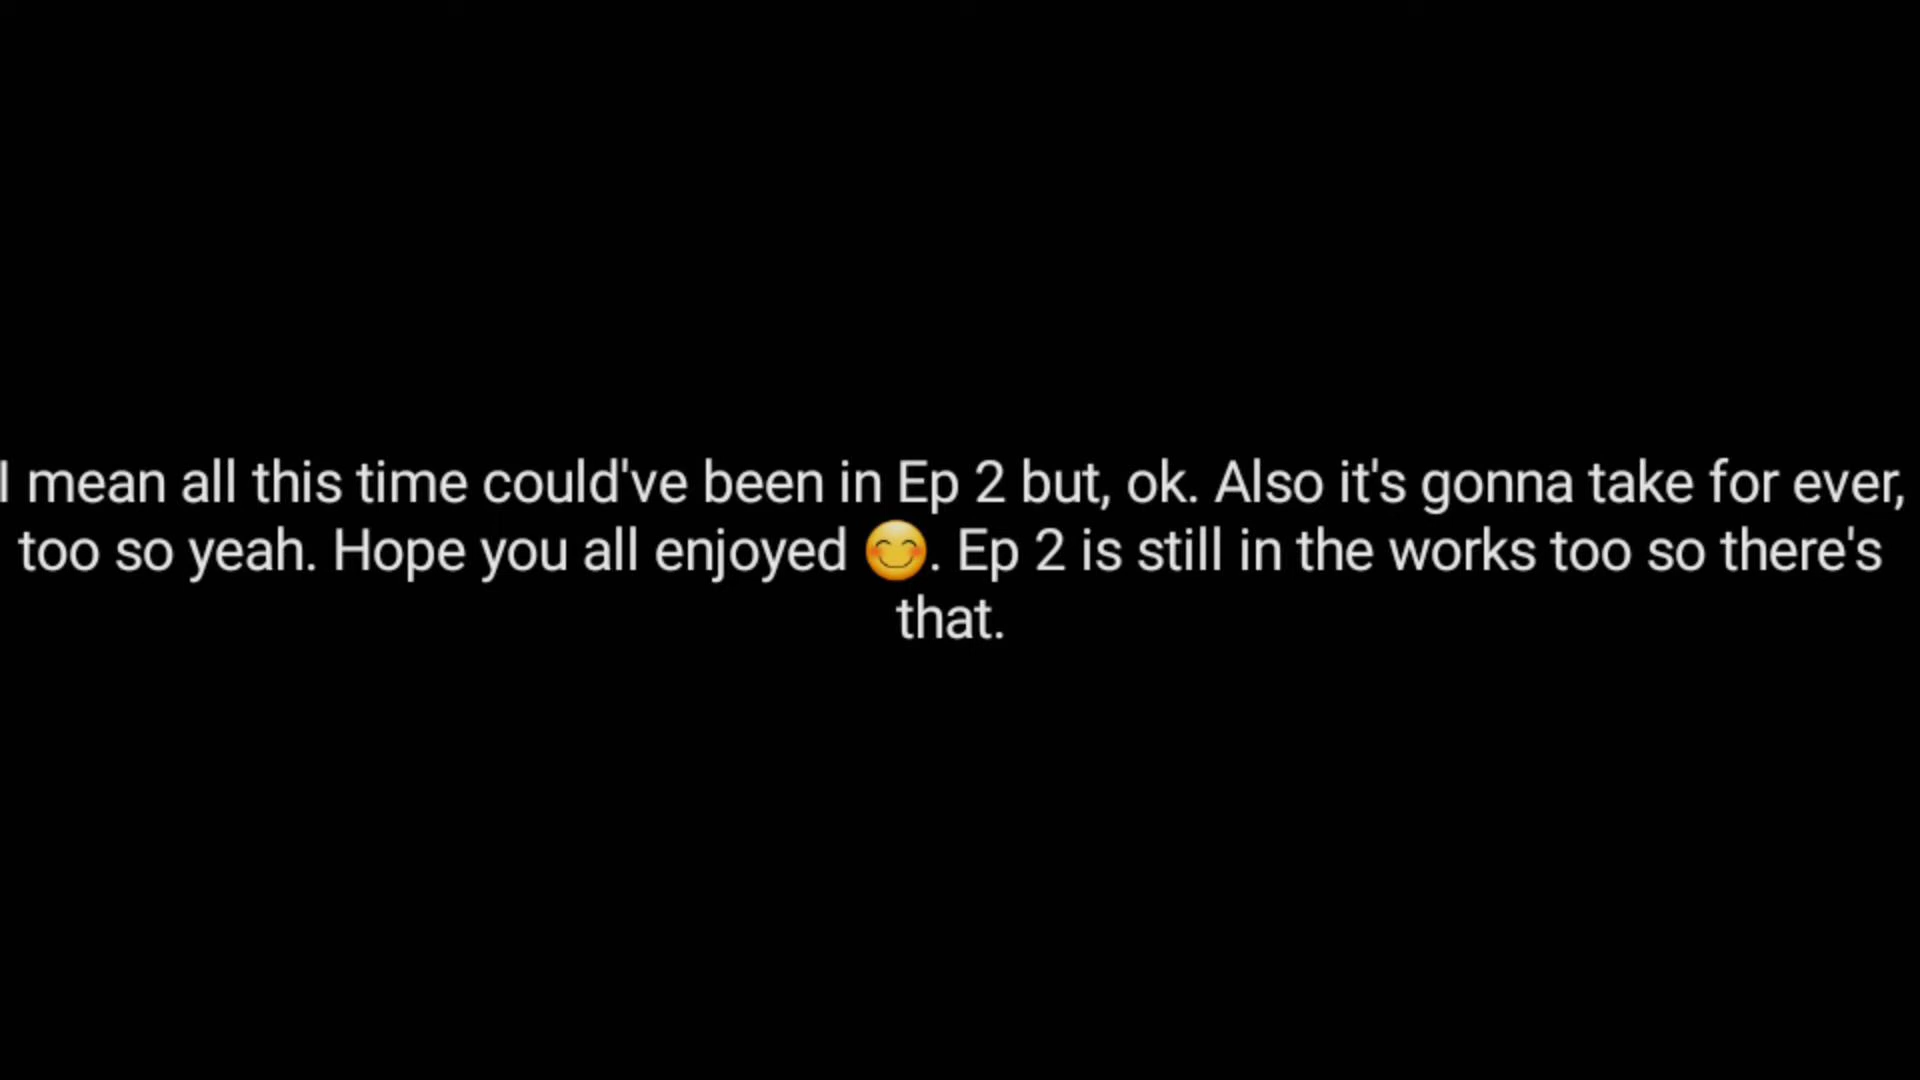 I mean all this time could've been in Ep 2 but, ok. Also it's gonna take for ever,
too so yeah. Hope you all enjoyed 😊. Ep 2 is still in the works too so there's
that.